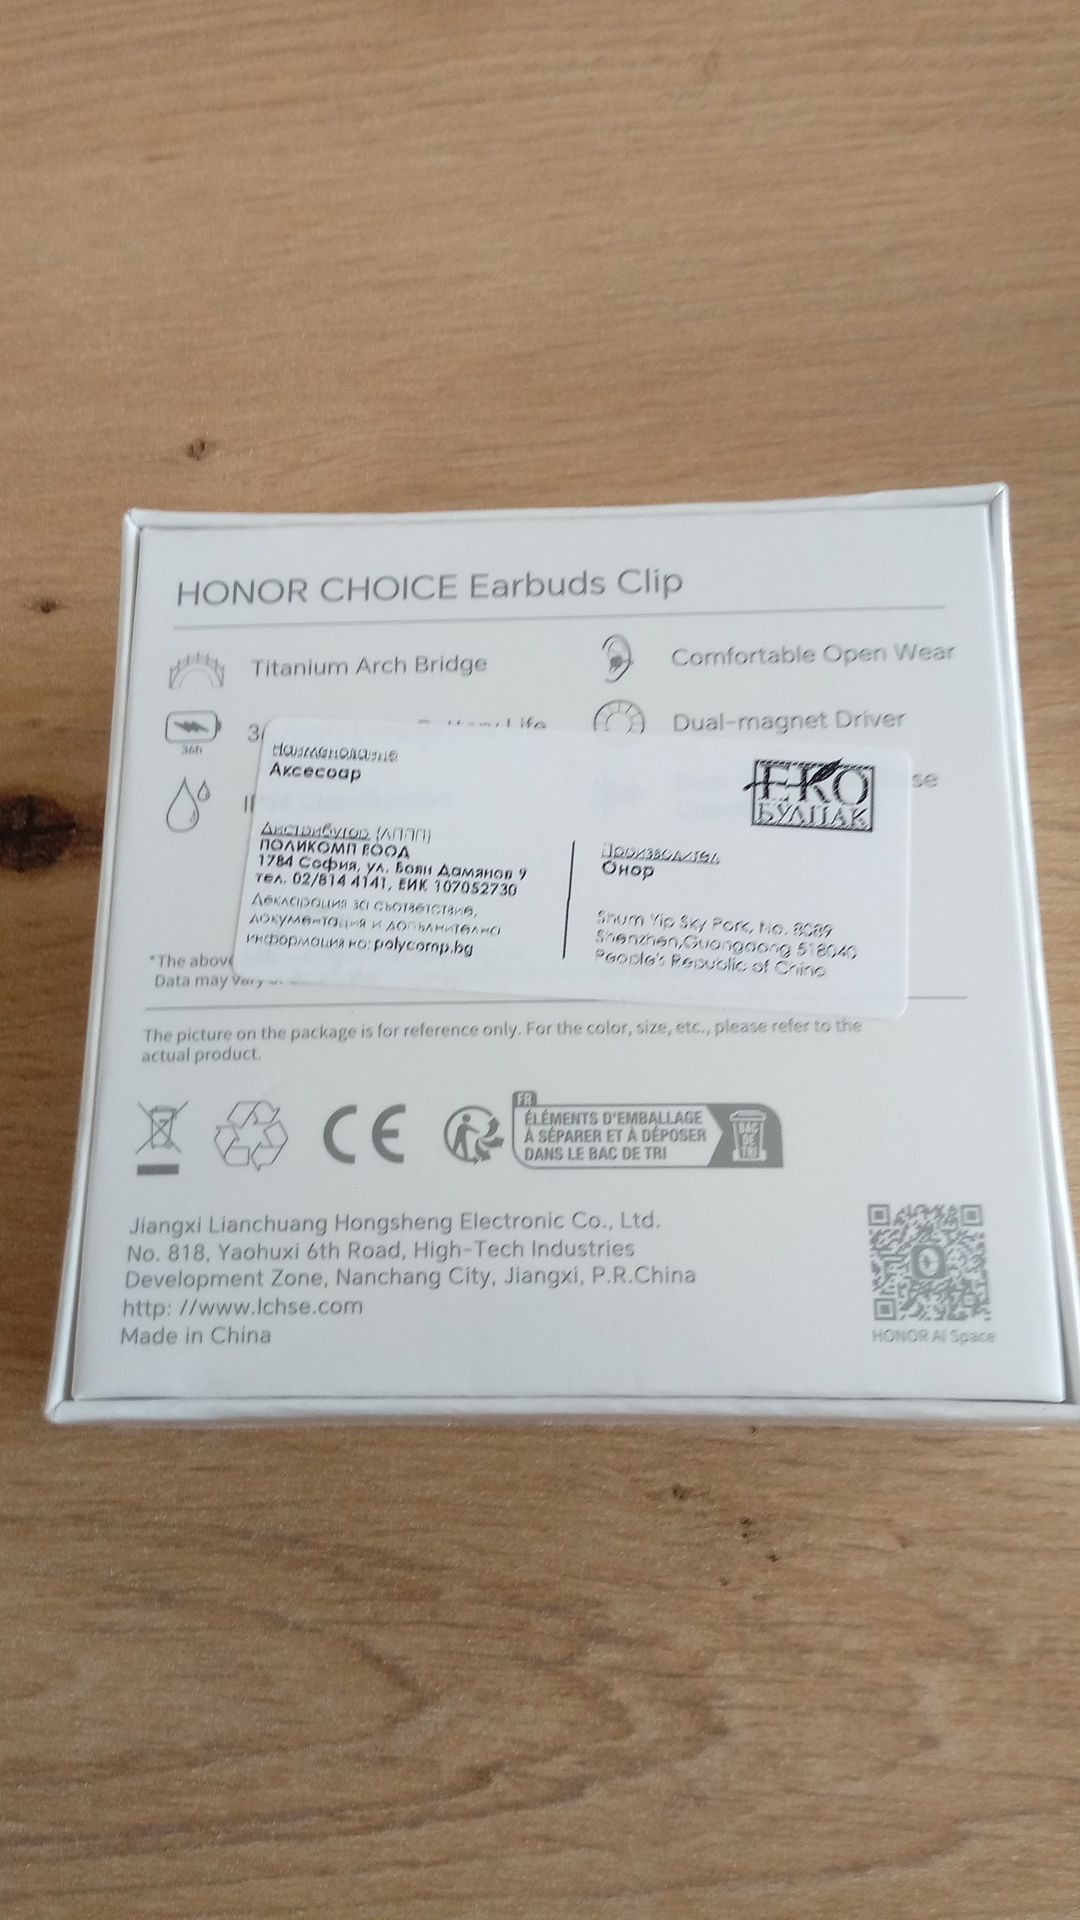 HONOR CHOICE Earbuds Clip
Titanium Arch Bridge
Comfortable Open Wear
36h
Life
Dual-magnet Driver
Наименование
Аксесоар
ЕКО
БУЛПАК
se
Дистрибутор (ЛППП)
ПОЛИКОМП ЕООД
1784 София, ул. Боян Дамянов 9
тел. 02/814 4141, ЕИК 107052730
Декларация за съответствие,
документация и допълнителна
информация на: polycomp.bg
Производител
Онор
Shum Yip Sky Park, No. 8089
Shenzhen,Guangdong 518040
People's Republic of China
*The above
Data may vary
The picture on the package is for reference only. For the color, size, etc., please refer to the
actual product.
CE
FR
ÉLÉMENTS D'EMBALLAGE
À SÉPARER ET À DÉPOSER
DANS LE BAC DE TRI
BAC
DE
TRI
Jiangxi Lianchuang Hongsheng Electronic Co., Ltd.
No. 818, Yaohuxi 6th Road, High-Tech Industries
Development Zone, Nanchang City, Jiangxi, P.R.China
http: //www.lchse.com
Made in China
HONOR AI Space